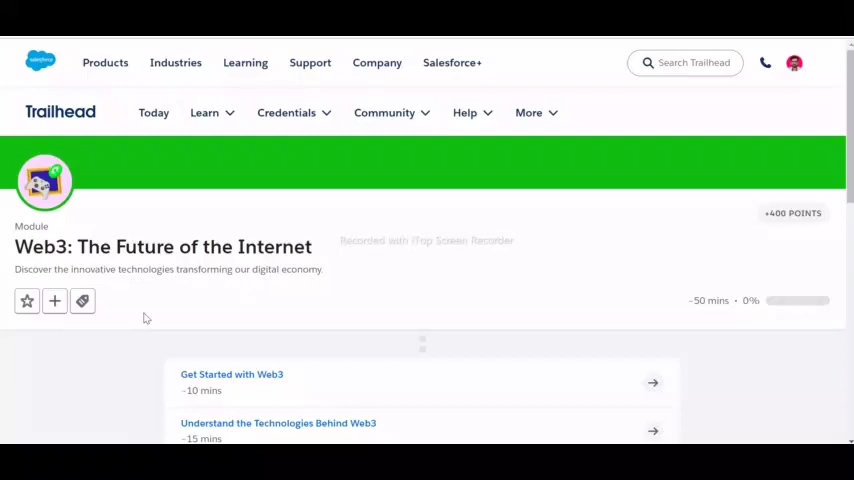 salesforce
Products Industries Learning Support Company Salesforce+ Search Trailhead
Trailhead Today Learn Credentials Community Help More
+400 POINTS
Module
Web3: The Future of the Internet
Recorded with iTop Screen Recorder
Discover the innovative technologies transforming our digital economy.
~50 mins • 0%
Get Started with Web3
~10 mins
Understand the Technologies Behind Web3
~15 mins